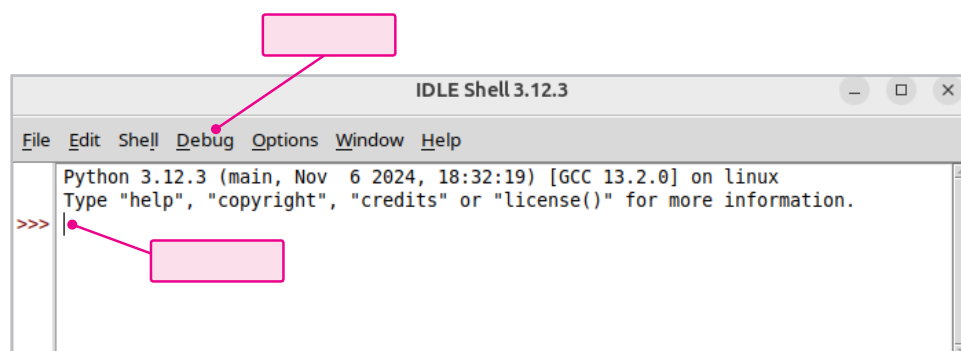 IDLE Shell 3.12.3
File Edit Shell Debug Options Window Help
Python 3.12.3 (main, Nov  6 2024, 18:32:19) [GCC 13.2.0] on linux
Type "help", "copyright", "credits" or "license()" for more information.
>>>